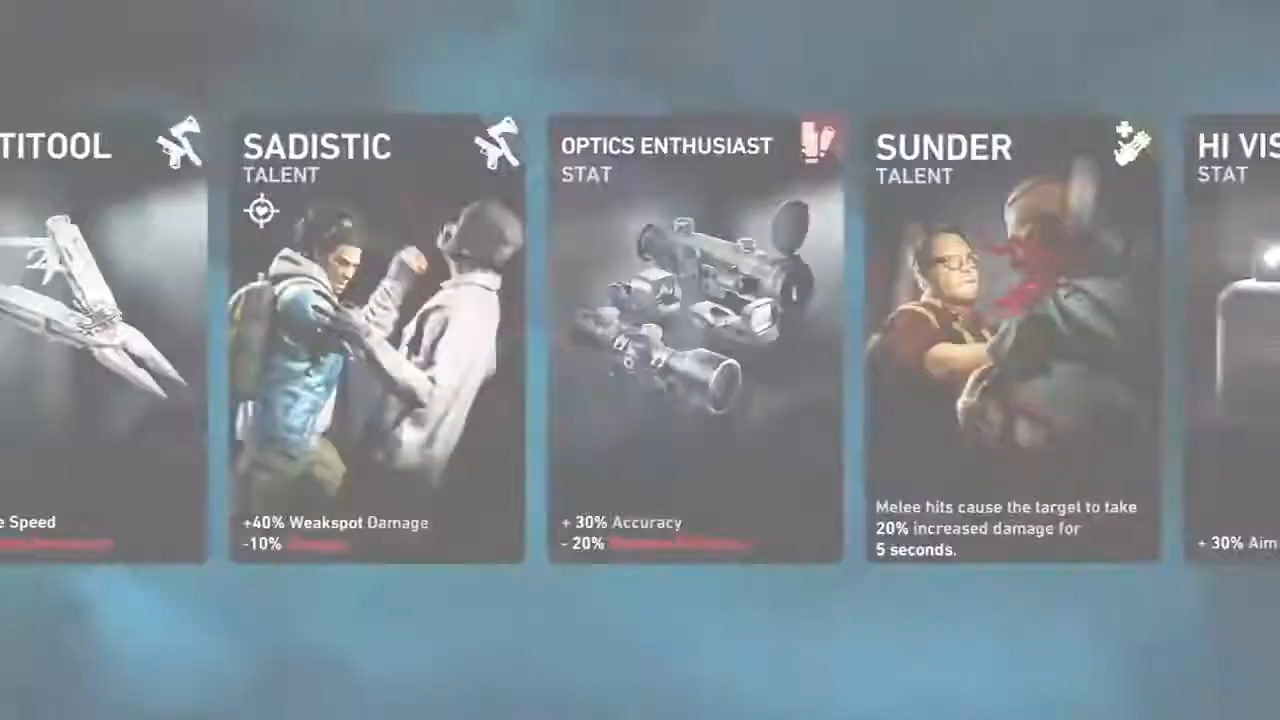 TITOOL
e Speed
SADISTIC
TALENT
+40% Weakspot Damage
-10%
OPTICS ENTHUSIAST
STAT
+ 30% Accuracy
- 20%
SUNDER
TALENT
Melee hits cause the target to take
20% increased damage for
5 seconds.
HI VIS
STAT
+ 30% Aim